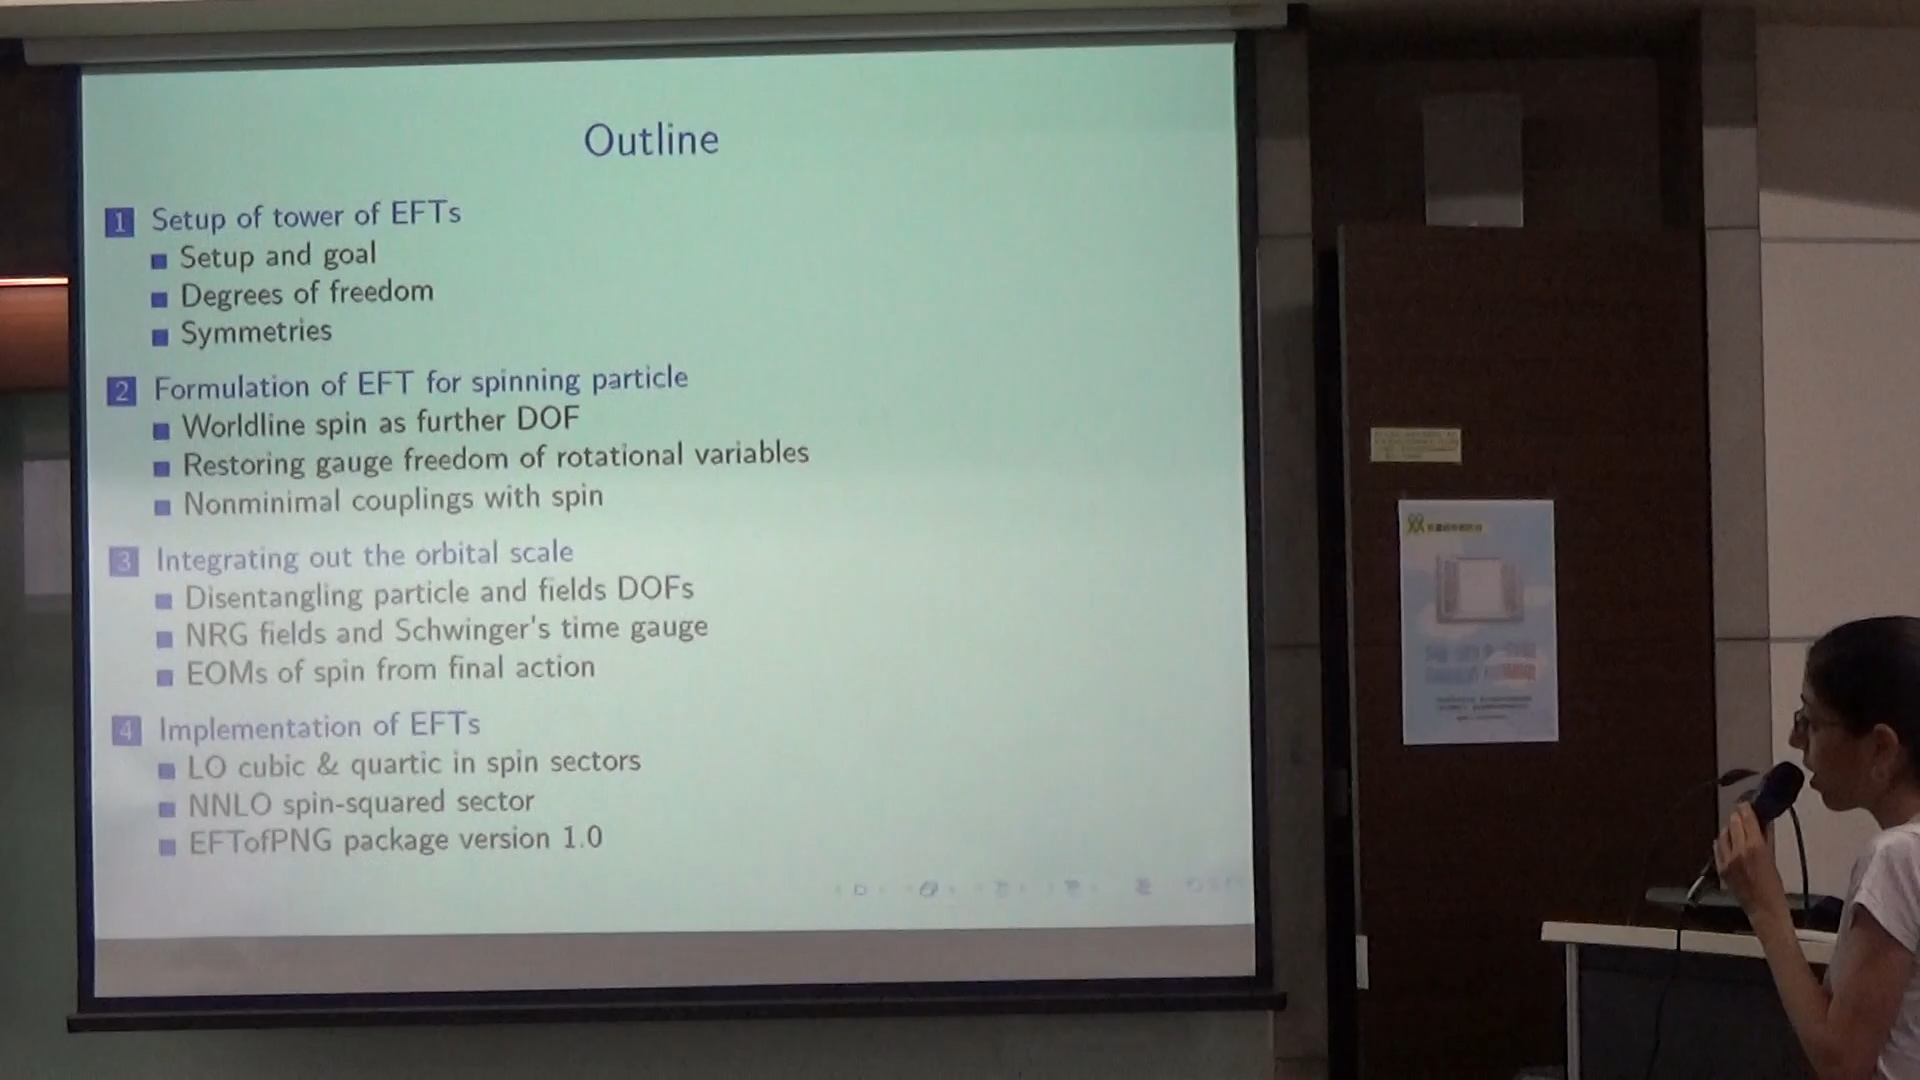 Outline
1 Setup of tower of EFTs
Setup and goal
Degrees of freedom
Symmetries
2 Formulation of EFT for spinning particle
Worldline spin as further DOF
Restoring gauge freedom of rotational variables
Nonminimal couplings with spin
3 Integrating out the orbital scale
Disentangling particle and fields DOFs
NRG fields and Schwinger's time gauge
EOMs of spin from final action
4 Implementation of EFTs
LO cubic & quartic in spin sectors
NNLO spin-squared sector
EFTofPNG package version 1.0